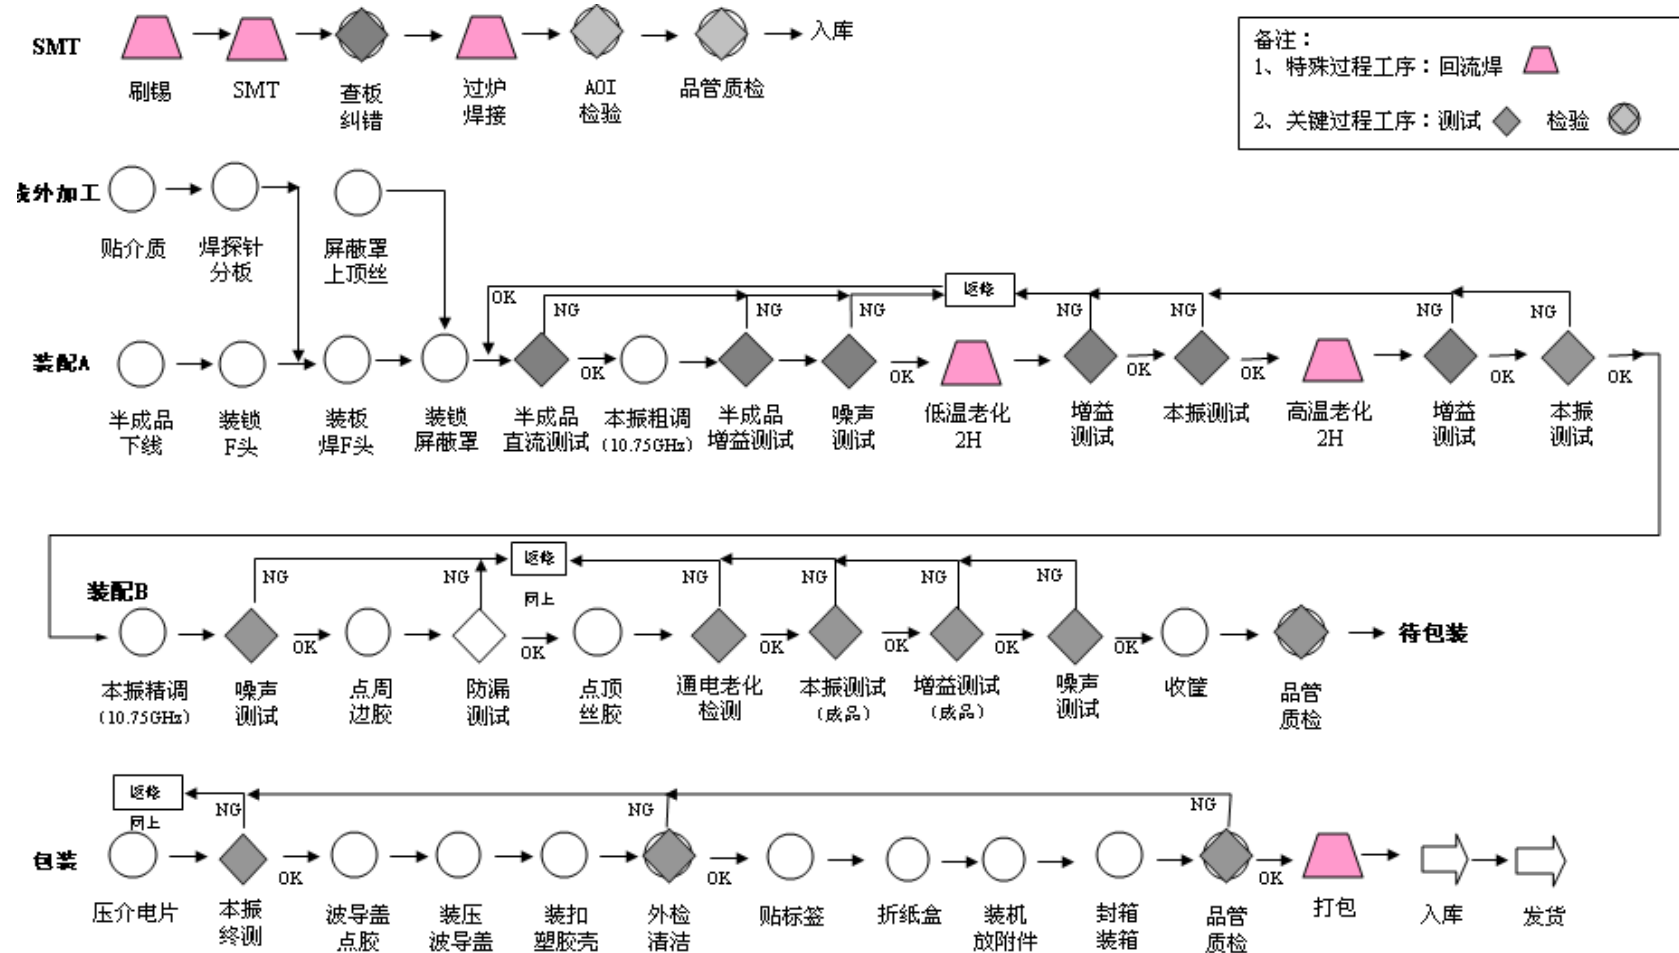 SMT
刷锡
SMT
查板
纠错
过炉
焊接
AOI
检验
品管质检
入库
备注：
1、特殊过程工序：回流焊
2、关键过程工序：测试
检验
外加工
贴介质
焊探针
分板
屏蔽罩
上顶丝
装配A
半成品
下线
装锁
F头
装板
焊F头
装锁
屏蔽罩
OK
半成品
直流测试
NG
OK
本振粗调
(10.75GHz)
半成品
增益测试
NG
噪声
测试
NG
OK
返修
低温老化
2H
增益
测试
NG
OK
本振测试
NG
OK
高温老化
2H
增益
测试
NG
OK
本振
测试
NG
OK
装配B
本振精调
(10.75GHz)
噪声
测试
NG
OK
点周
边胶
防漏
测试
NG
OK
返修
同上
点顶
丝胶
通电老化
检测
NG
OK
本振测试
(成品)
NG
OK
增益测试
(成品)
NG
OK
噪声
测试
NG
OK
收筐
品管
质检
待包装
包装
返修
同上
压介电片
本振
终测
NG
OK
波导盖
点胶
装压
波导盖
装扣
塑胶壳
外检
清洁
NG
OK
贴标签
折纸盒
装机
放附件
封箱
装箱
品管
质检
NG
OK
打包
入库
发货